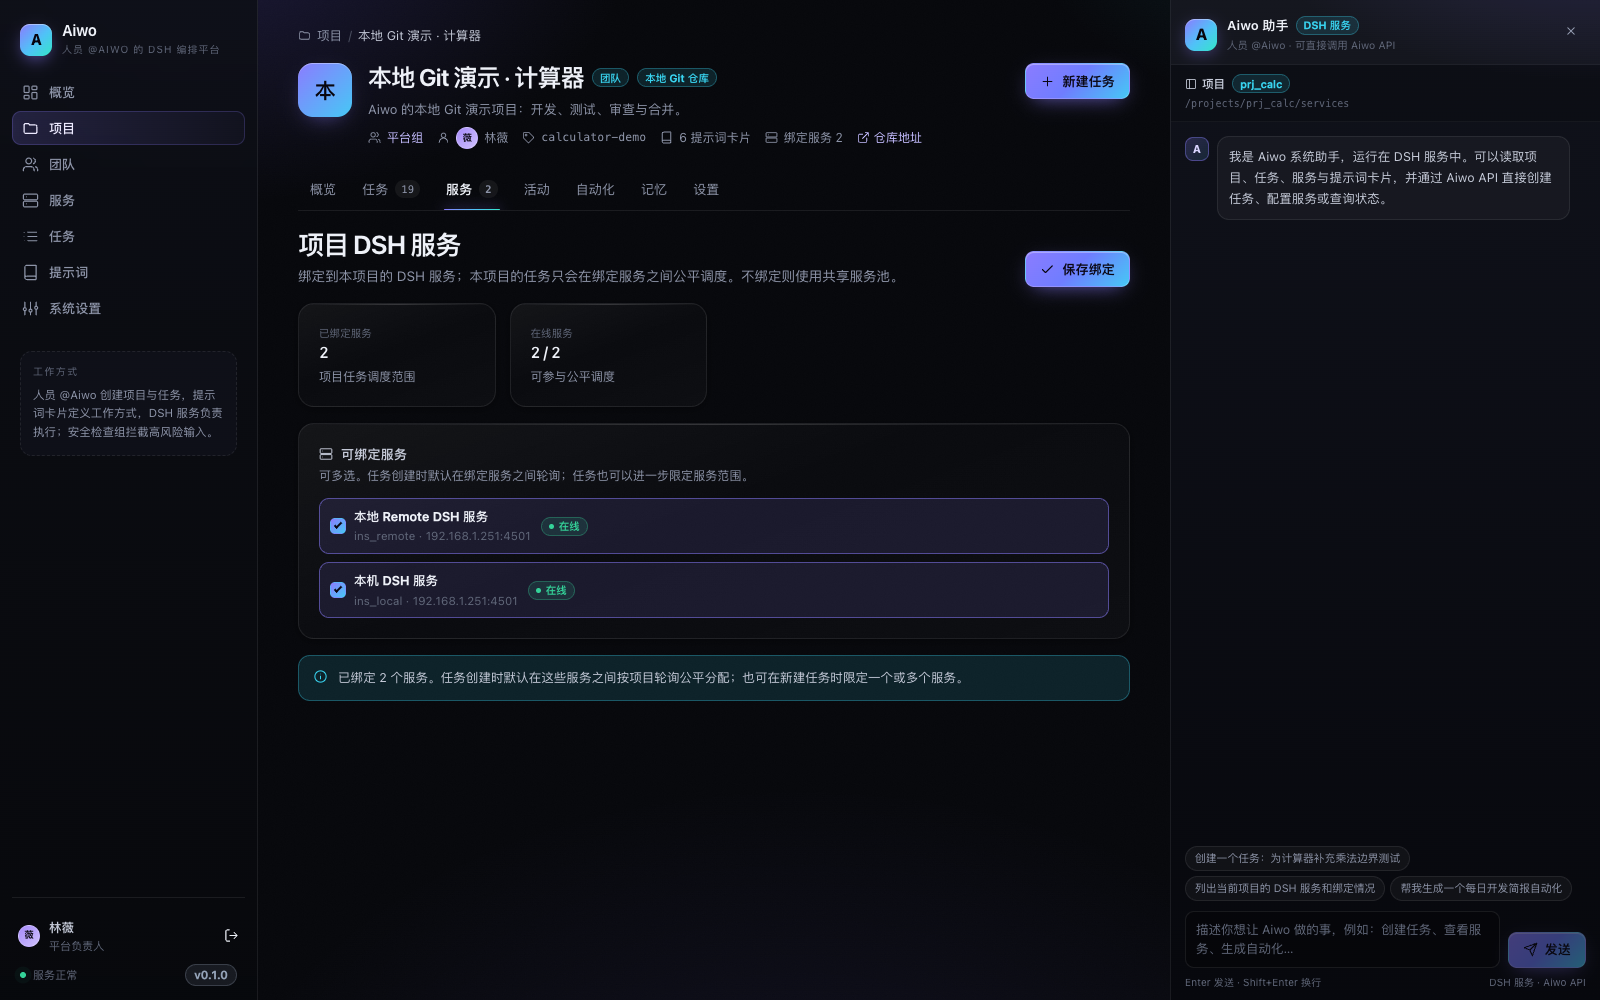 A
Aiwo
人员 @AIWO 的 DSH 编排平台
概览
项目
团队
服务
任务
提示词
系统设置
工作方式
人员 @Aiwo 创建项目与任务，提示
词卡片定义工作方式，DSH 服务负责
执行；安全检查组拦截高风险输入。
薇
林薇
平台负责人
服务正常
v0.1.0
项目 / 本地 Git 演示 · 计算器
本
本地 Git 演示 · 计算器
团队
本地 Git 仓库
Aiwo 的本地 Git 演示项目：开发、测试、审查与合并。
平台组
薇
林薇
calculator-demo
6 提示词卡片
绑定服务 2
仓库地址
新建任务
概览
任务 19
服务 2
活动
自动化
记忆
设置
项目 DSH 服务
绑定到本项目的 DSH 服务；本项目的任务只会在绑定服务之间公平调度。不绑定则使用共享服务池。
保存绑定
已绑定服务
2
项目任务调度范围
在线服务
2 / 2
可参与公平调度
可绑定服务
可多选。任务创建时默认在绑定服务之间轮询；任务也可以进一步限定服务范围。
本地 Remote DSH 服务
ins_remote · 192.168.1.251:4501
在线
本机 DSH 服务
ins_local · 192.168.1.251:4501
在线
已绑定 2 个服务。任务创建时默认在这些服务之间按项目轮询公平分配；也可在新建任务时限定一个或多个服务。
A
Aiwo 助手
DSH 服务
人员 @Aiwo · 可直接调用 Aiwo API
项目
prj_calc
/projects/prj_calc/services
A
我是 Aiwo 系统助手，运行在 DSH 服务中。可以读取项
目、任务、服务与提示词卡片，并通过 Aiwo API 直接创建
任务、配置服务或查询状态。
创建一个任务：为计算器补充乘法边界测试
列出当前项目的 DSH 服务和绑定情况
帮我生成一个每日开发简报自动化
描述你想让 Aiwo 做的事，例如：创建任务、查看服
务、生成自动化...
发送
Enter 发送 · Shift+Enter 换行
DSH 服务 · Aiwo API